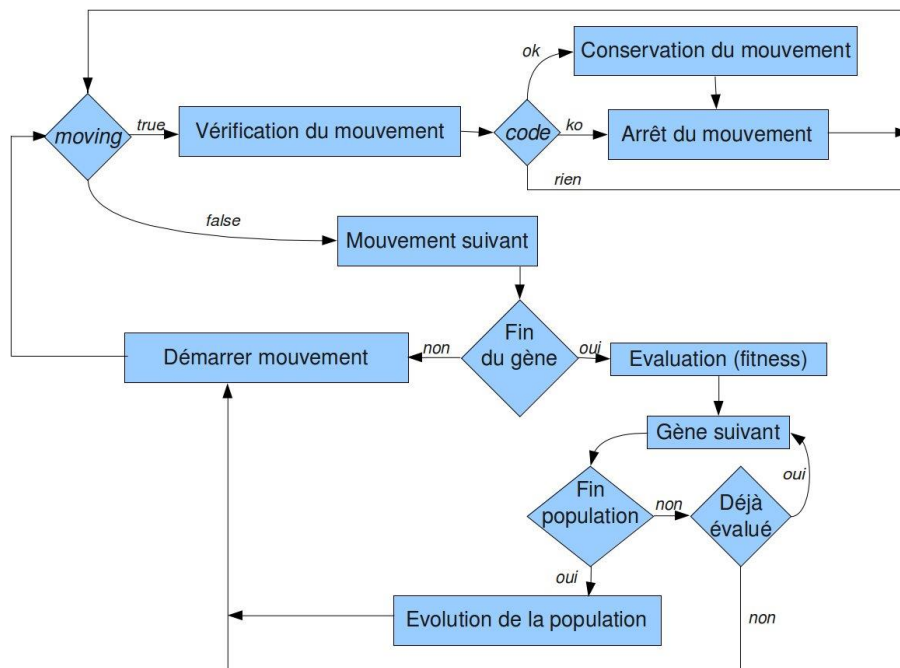 ok
Conservation du mouvement
moving
true
Vérification du mouvement
code
ko
Arrêt du mouvement
rien
false
Mouvement suivant
Démarrer mouvement
non
Fin
du gène
oui
Evaluation (fitness)
Gène suivant
oui
Fin
population
non
Déjà
évalué
oui
non
Evolution de la population